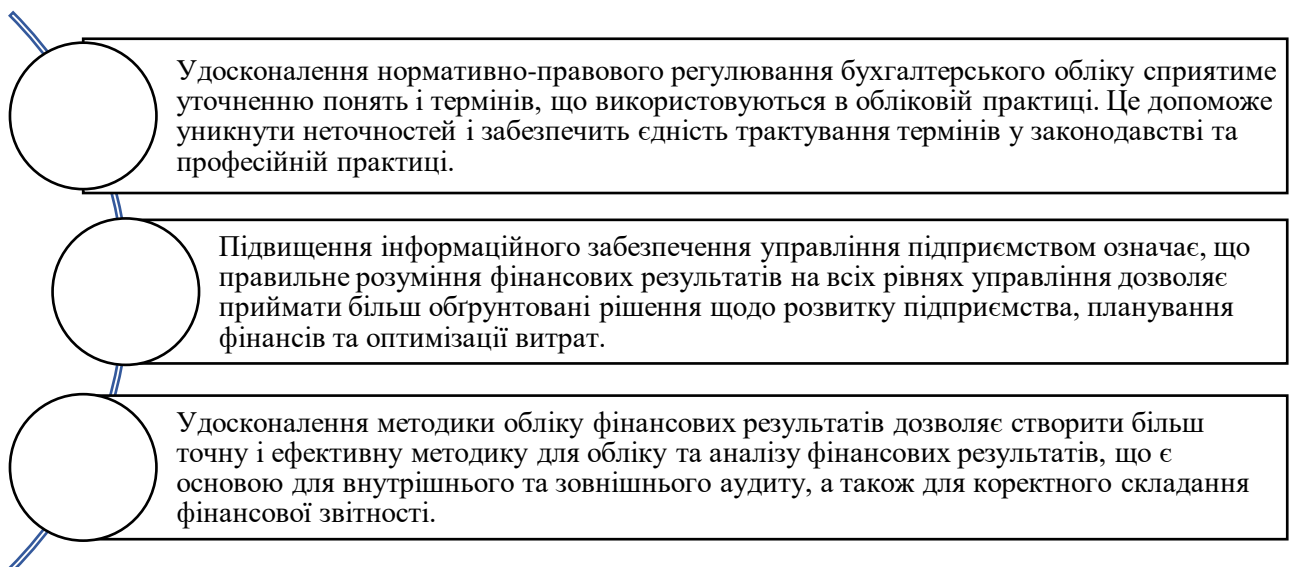 Удосконалення нормативно-правового регулювання бухгалтерського обліку сприятиме
уточненню понять і термінів, що використовуються в обліковій практиці. Це допоможе
уникнути неточностей і забезпечить єдність трактування термінів у законодавстві та
професійній практиці.
Підвищення інформаційного забезпечення управління підприємством означає, що
правильне розуміння фінансових результатів на всіх рівнях управління дозволяє
приймати більш обґрунтовані рішення щодо розвитку підприємства, планування
фінансів та оптимізації витрат.
Удосконалення методики обліку фінансових результатів дозволяє створити більш
точну і ефективну методику для обліку та аналізу фінансових результатів, що є
основою для внутрішнього та зовнішнього аудиту, а також для коректного складання
фінансової звітності.